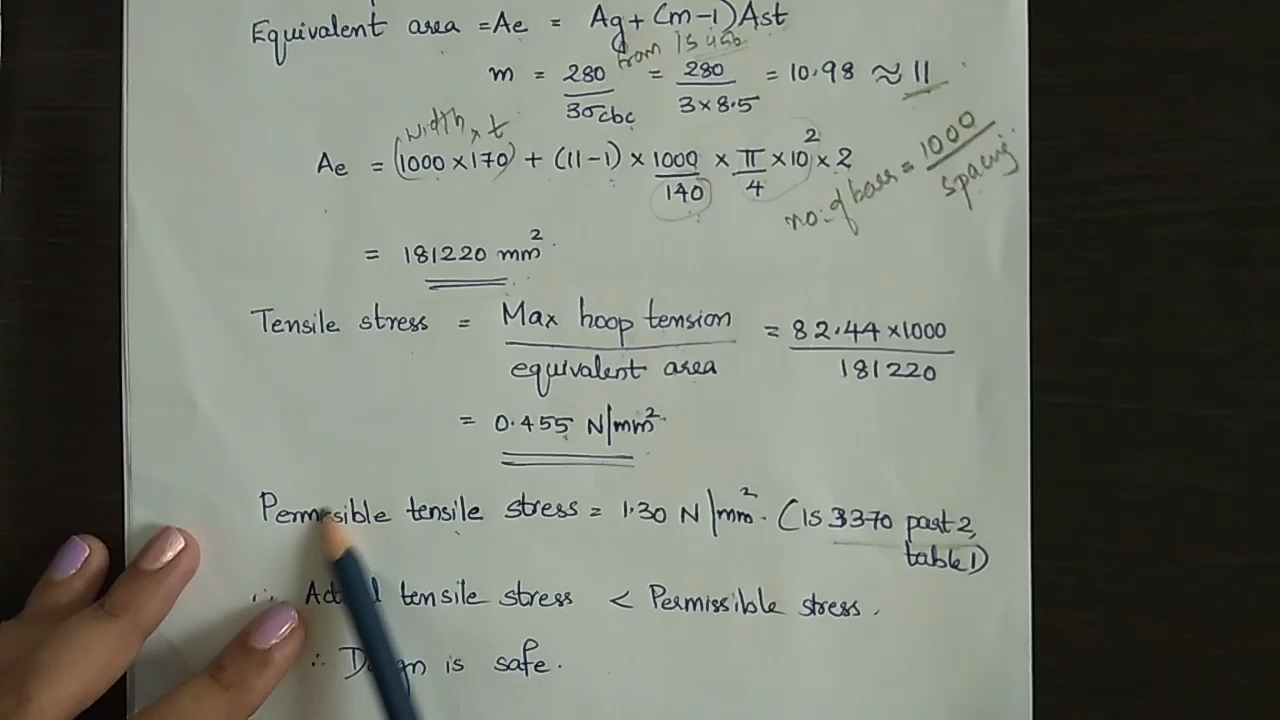 Equivalent area = Ae = Ag + (m-1) Ast
from IS 456
m = 280/3σcbc = 280/3×8.5 = 10.98 ≈ 11
width, t
Ae = (1000 × 170) + (11-1) × 1000/140 × π/4 × 10² × 2
no. of bars = 1000/spacing.
= 181220 mm²
Tensile stress = Max hoop tension/equivalent area = 82.44×1000/181220
= 0.455 N/mm²
Permissible tensile stress = 1.30 N/mm². (IS 3370 part 2, table 1)
∴ Actual tensile stress < Permissible stress.
∴ Design is safe.